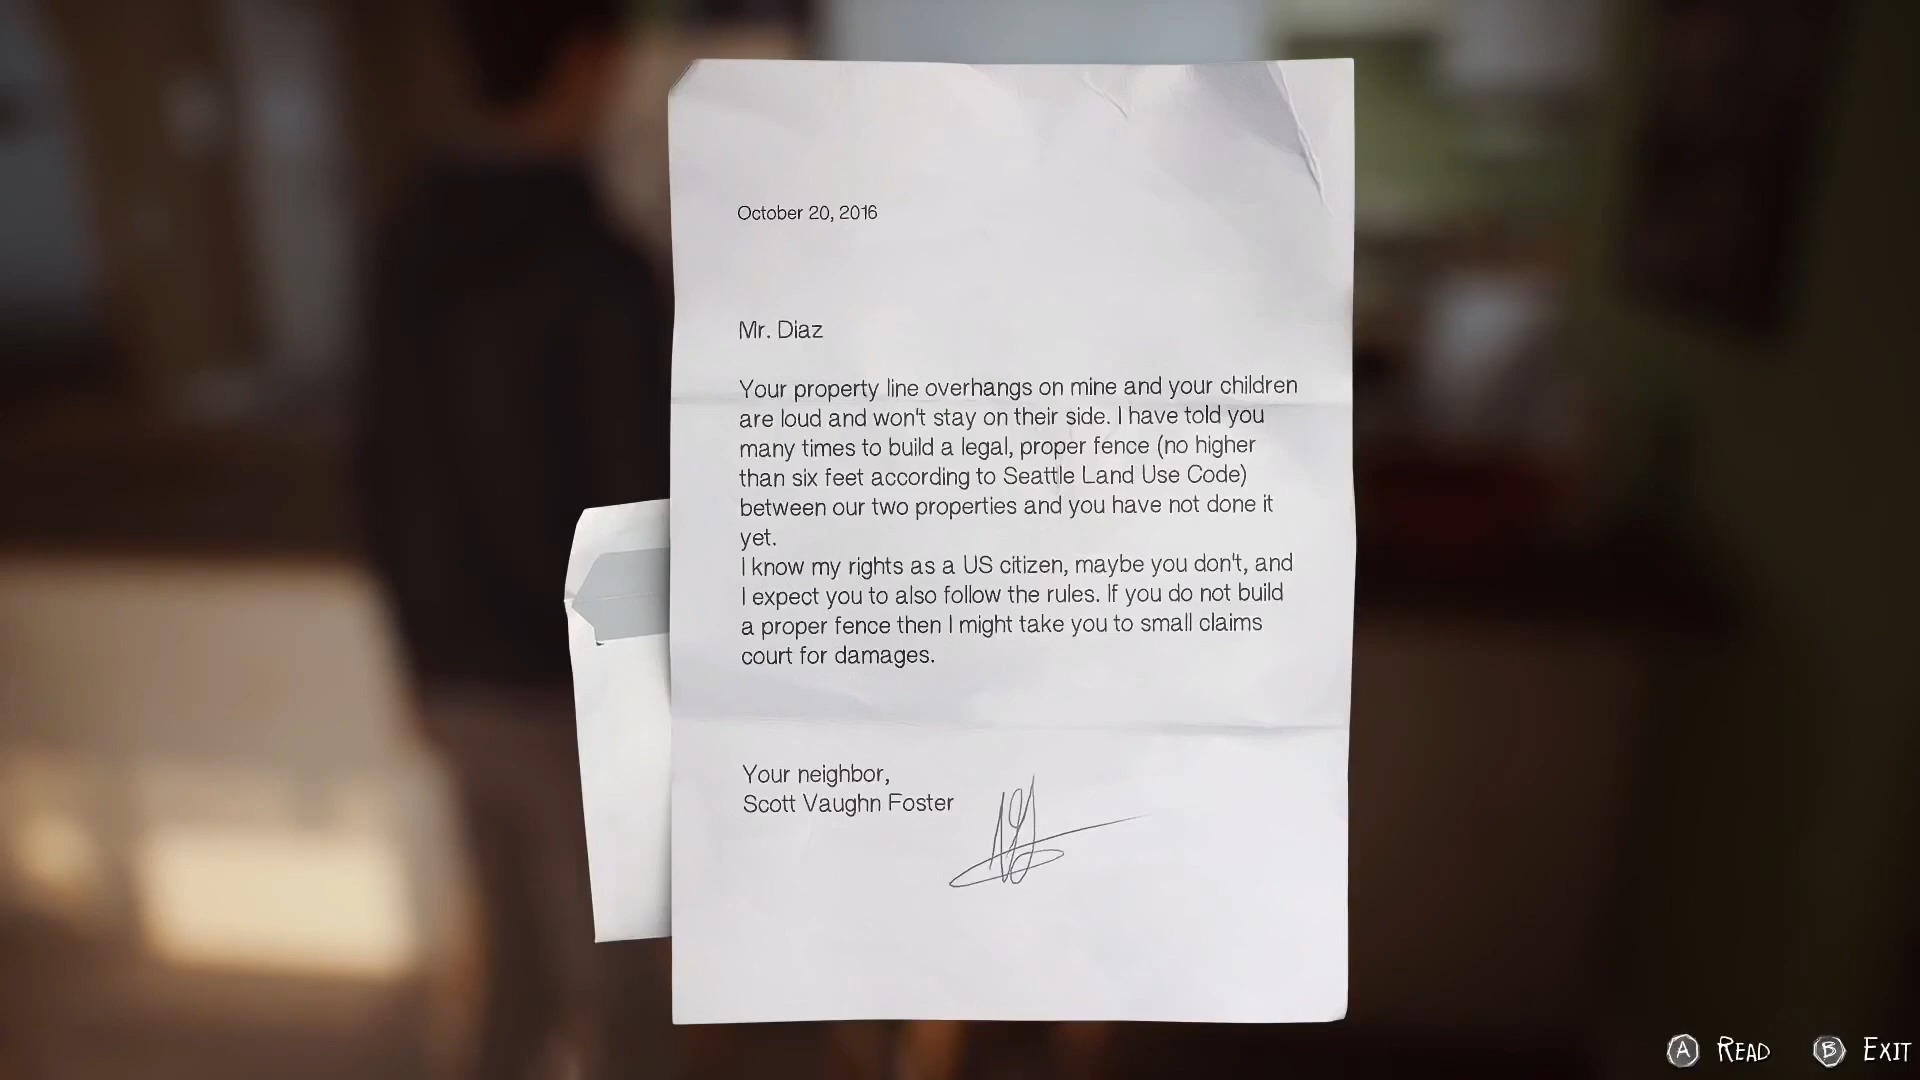 October 20, 2016
Mr. Diaz
Your property line overhangs on mine and your children
are loud and won't stay on their side. I have told you
many times to build a legal, proper fence (no higher
than six feet according to Seattle Land Use Code)
between our two properties and you have not done it
yet.
I know my rights as a US citizen, maybe you don't, and
I expect you to also follow the rules. If you do not build
a proper fence then I might take you to small claims
court for damages.
Your neighbor,
Scott Vaughn Foster
A READ B EXIT